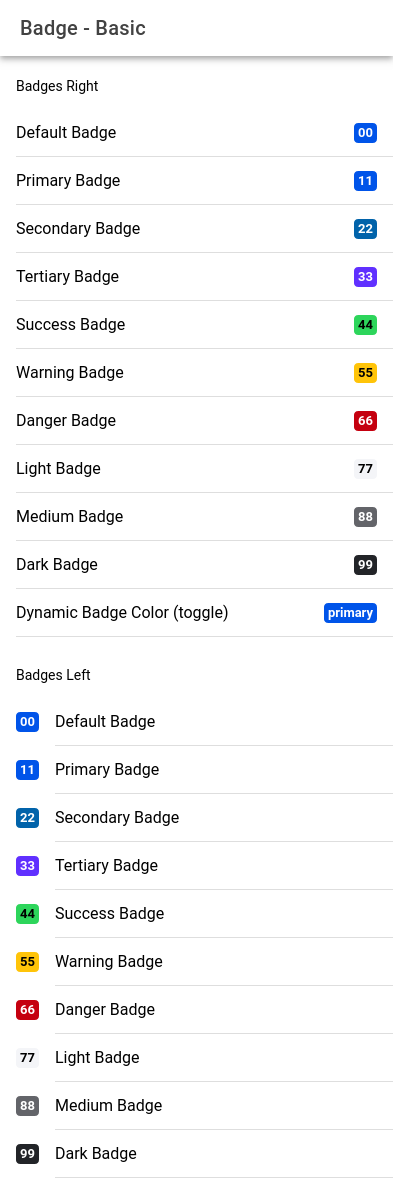 Badge - Basic
Badges Right
Default Badge 00
Primary Badge 11
Secondary Badge 22
Tertiary Badge 33
Success Badge 44
Warning Badge 55
Danger Badge 66
Light Badge 77
Medium Badge 88
Dark Badge 99
Dynamic Badge Color (toggle) primary
Badges Left
00 Default Badge
11 Primary Badge
22 Secondary Badge
33 Tertiary Badge
44 Success Badge
55 Warning Badge
66 Danger Badge
77 Light Badge
88 Medium Badge
99 Dark Badge